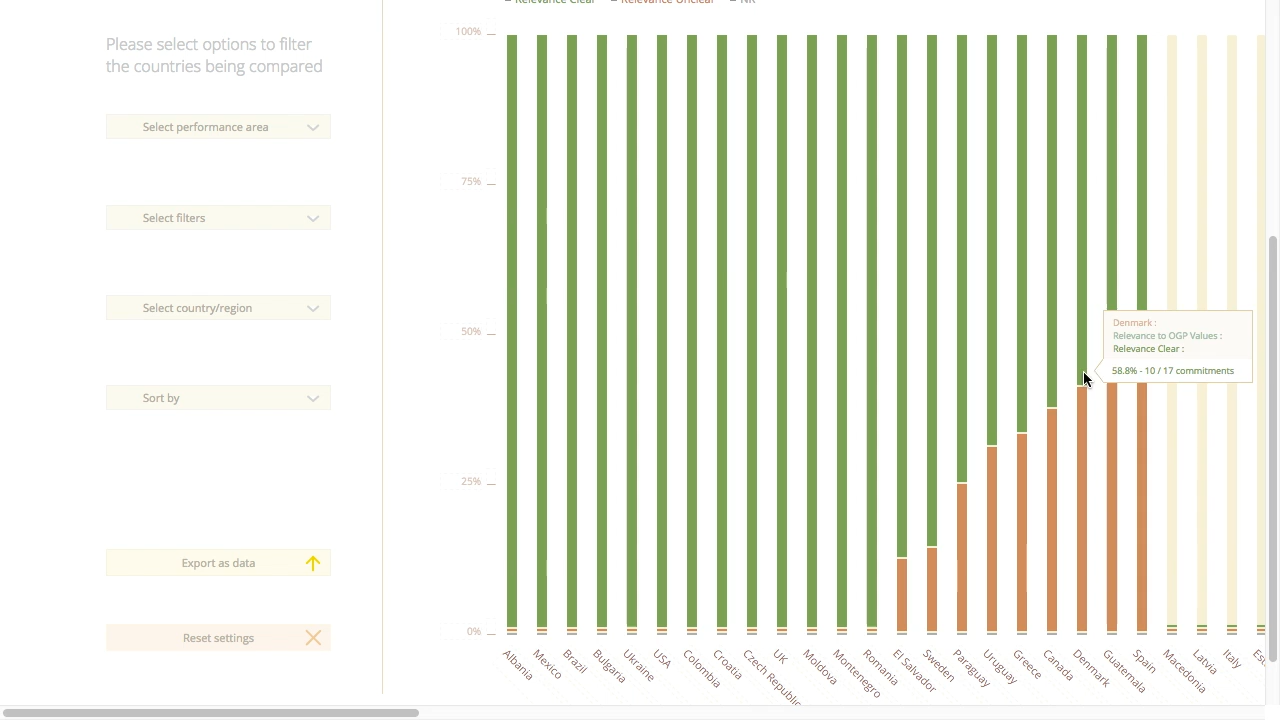 Relevance Clear Relevance Unclear NR
Please select options to filter
the countries being compared
Select performance area
Select filters
Select country/region
Sort by
Export as data
Reset settings
100%
75%
50%
25%
0%
Denmark :
Relevance to OGP Values :
Relevance Clear :
58.8% - 10 / 17 commitments
Albania
Mexico
Brazil
Bulgaria
Ukraine
USA
Colombia
Croatia
Czech Republic
UK
Moldova
Montenegro
Romania
El Salvador
Sweden
Paraguay
Uruguay
Greece
Canada
Denmark
Guatemala
Spain
Macedonia
Latvia
Italy